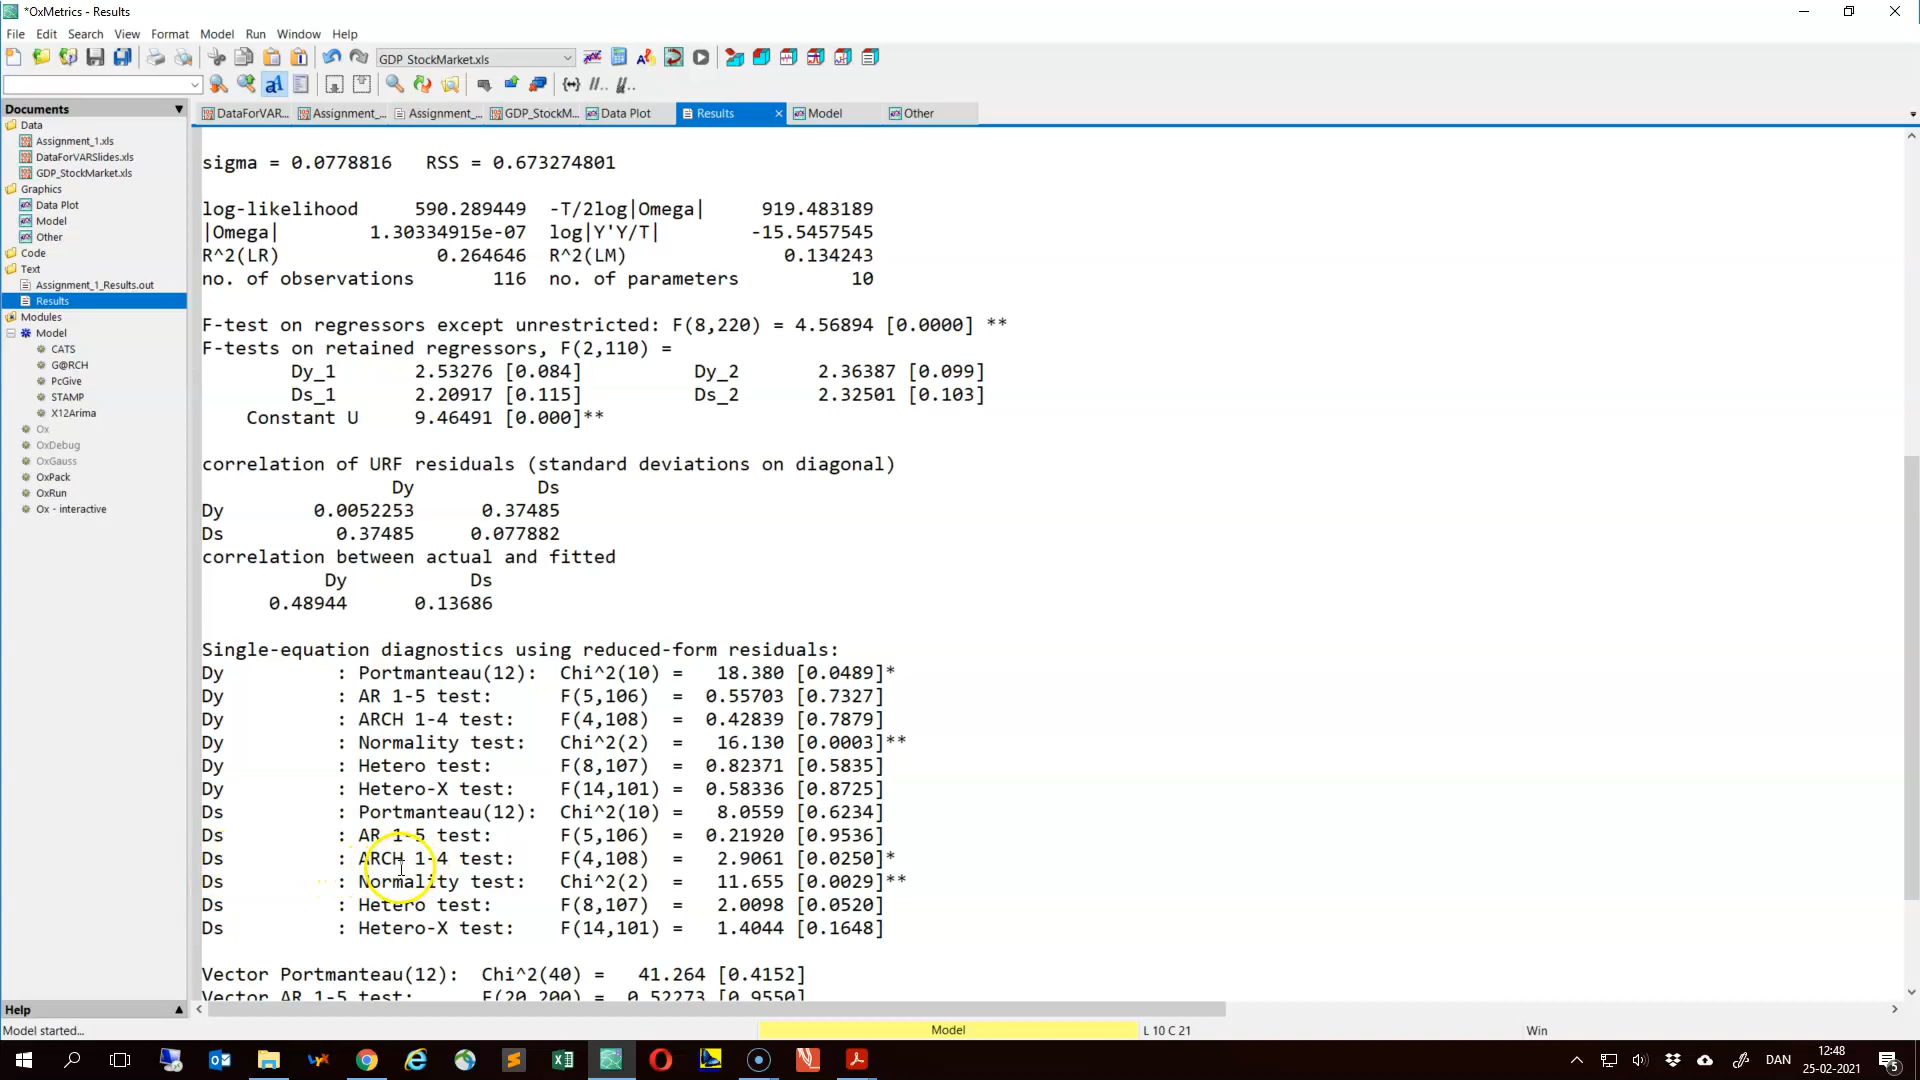 *OxMetrics - Results
File Edit Search View Format Model Run Window Help
GDP_StockMarket.xls
Documents
DataForVAR... Assignment_... Assignment_... GDP_StockM... Data Plot Results Model Other
Data
Assignment_1.xls
DataForVARSlides.xls
GDP_StockMarket.xls
Graphics
Data Plot
Model
Other
Code
Text
Assignment_1_Results.out
Results
Modules
Model
CATS
G@RCH
PcGive
STAMP
X12Arima
Ox
OxDebug
OxGauss
OxPack
OxRun
Ox - interactive
Help
sigma = 0.0778816 RSS = 0.673274801
log-likelihood 590.289449 -T/2log|Omega| 919.483189
|Omega| 1.30334915e-07 log|Y'Y/T| -15.5457545
R^2(LR) 0.264646 R^2(LM) 0.134243
no. of observations 116 no. of parameters 10
F-test on regressors except unrestricted: F(8,220) = 4.56894 [0.0000] **
F-tests on retained regressors, F(2,110) =
Dy_1 2.53276 [0.084] Dy_2 2.36387 [0.099]
Ds_1 2.20917 [0.115] Ds_2 2.32501 [0.103]
Constant U 9.46491 [0.000]**
correlation of URF residuals (standard deviations on diagonal)
Dy Ds
Dy 0.0052253 0.37485
Ds 0.37485 0.077882
correlation between actual and fitted
Dy Ds
0.48944 0.13686
Single-equation diagnostics using reduced-form residuals:
Dy : Portmanteau(12): Chi^2(10) = 18.380 [0.0489]*
Dy : AR 1-5 test: F(5,106) = 0.55703 [0.7327]
Dy : ARCH 1-4 test: F(4,108) = 0.42839 [0.7879]
Dy : Normality test: Chi^2(2) = 16.130 [0.0003]**
Dy : Hetero test: F(8,107) = 0.82371 [0.5835]
Dy : Hetero-X test: F(14,101) = 0.58336 [0.8725]
Ds : Portmanteau(12): Chi^2(10) = 8.0559 [0.6234]
Ds : AR 1-5 test: F(5,106) = 0.21920 [0.9536]
Ds : ARCH 1-4 test: F(4,108) = 2.9061 [0.0250]*
Ds : Normality test: Chi^2(2) = 11.655 [0.0029]**
Ds : Hetero test: F(8,107) = 2.0098 [0.0520]
Ds : Hetero-X test: F(14,101) = 1.4044 [0.1648]
Vector Portmanteau(12): Chi^2(40) = 41.264 [0.4152]
Vector AR 1-5 test: F(20,200) = 0.52273 [0.9550]
Model started... Model L 10 C 21 Win
DAN 12:48
25-02-2021
5